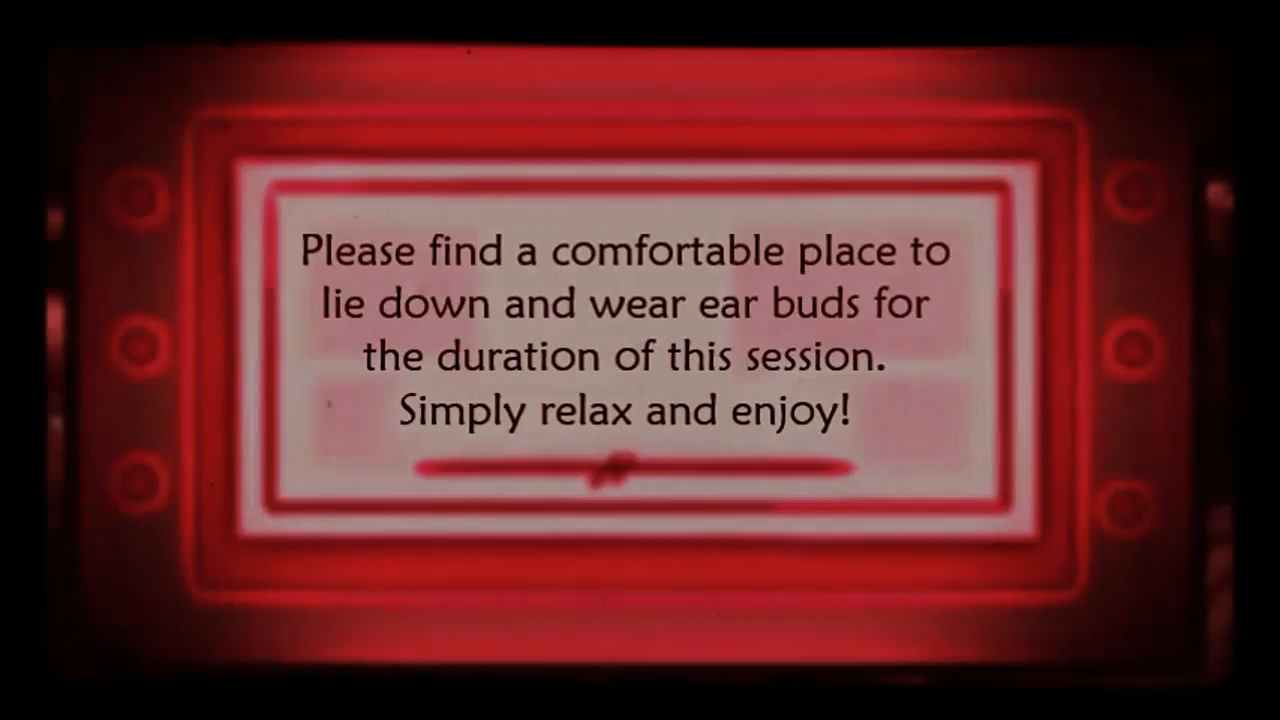 Please find a comfortable place to
lie down and wear ear buds for
the duration of this session.
Simply relax and enjoy!